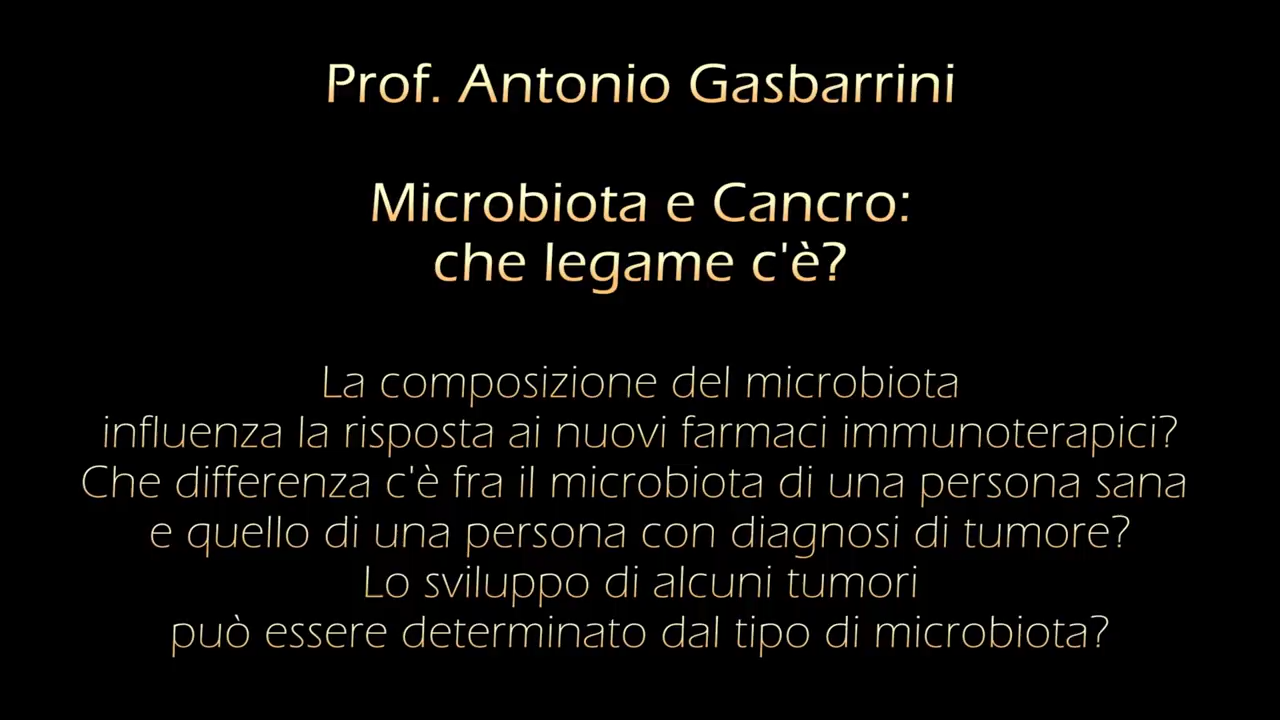 Prof. Antonio Gasbarrini
Microbiota e Cancro:
che legame c'è?
La composizione del microbiota
influenza la risposta ai nuovi farmaci immunoterapici?
Che differenza c'è fra il microbiota di una persona sana
e quello di una persona con diagnosi di tumore?
Lo sviluppo di alcuni tumori
può essere determinato dal tipo di microbiota?